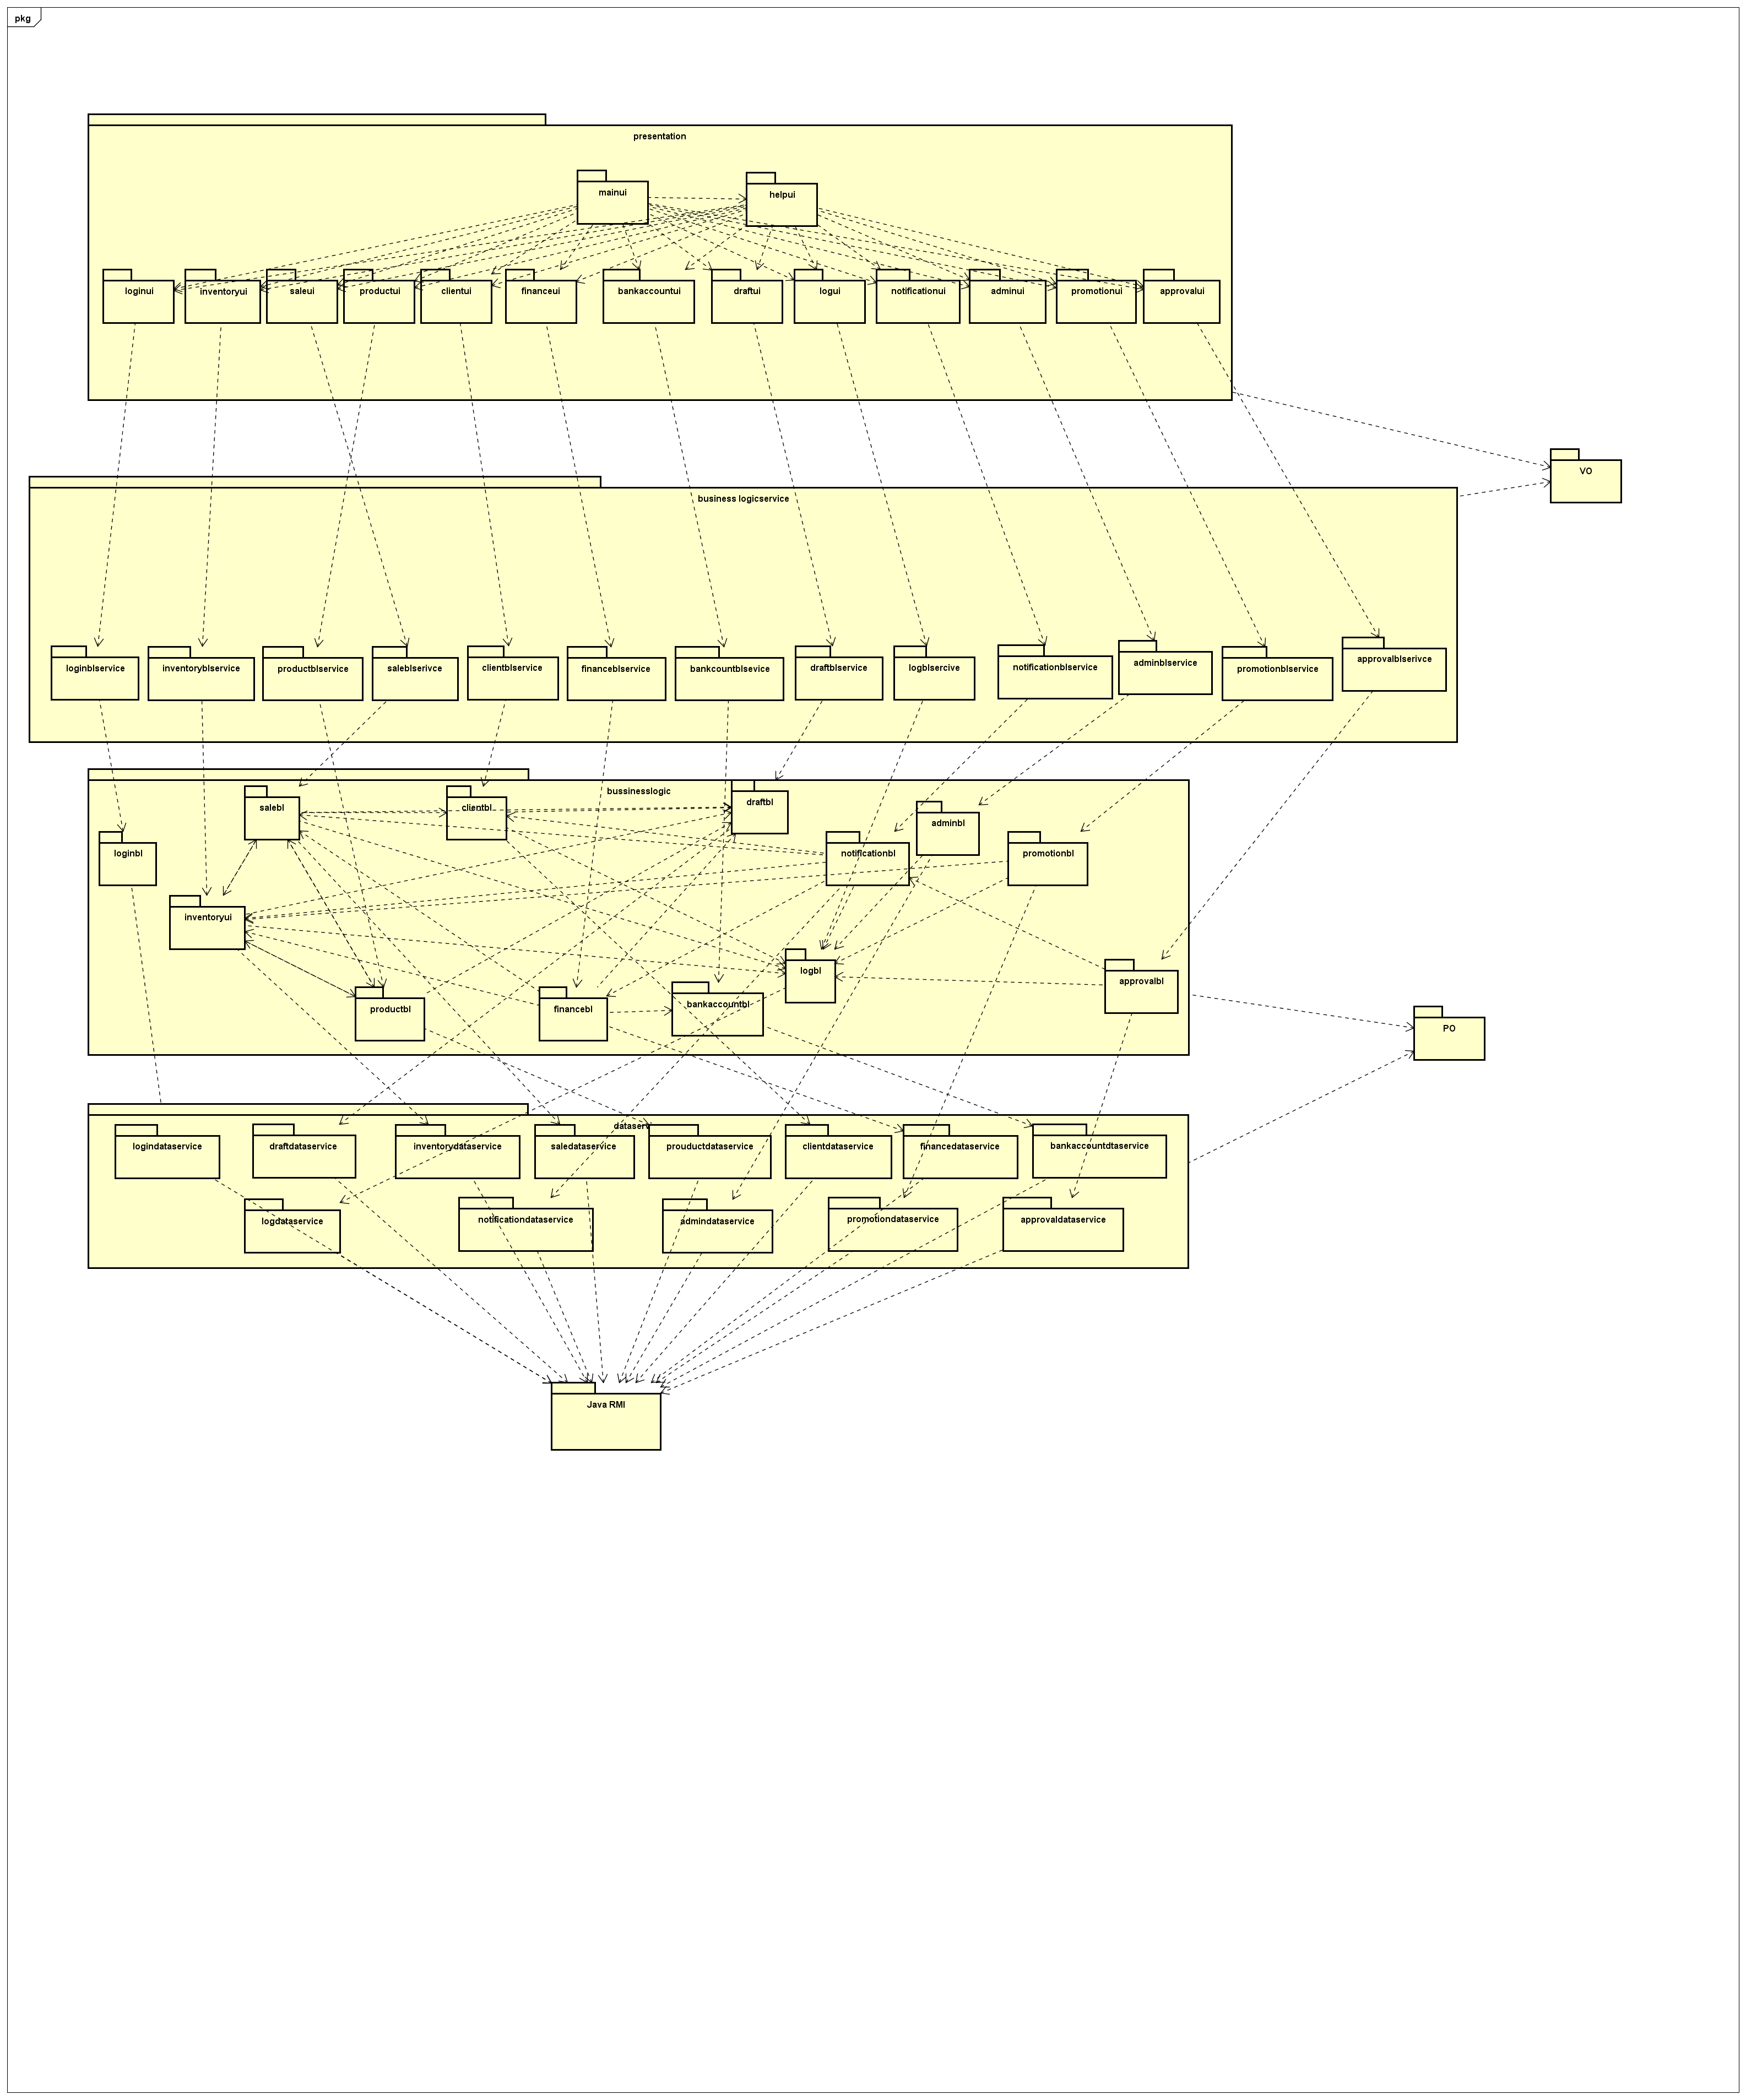 pkg
presentation
mainui
helpui
loginui
inventoryui
saleui
productui
clientui
financeui
bankaccountui
draftui
logui
notificationui
adminui
promotionui
approvalui
VO
business logicservice
loginblservice
inventoryblservice
productblservice
saleblserivce
clientblservice
financeblservice
bankcountblsevice
draftblservice
logblsercive
notificationblservice
adminblservice
promotionblservice
approvalblserivce
bussinesslogic
salebl
clientbl
draftbl
adminbl
loginbl
notificationbl
promotionbl
inventoryui
logbl
approvalbl
productbl
financebl
bankaccountbl
PO
dataserv
logindataservice
draftdataservice
inventorydataservice
saledataservice
prouductdataservice
clientdataservice
financedataservice
bankaccountdtaservice
logdataservice
notificationdataservice
admindataservice
promotiondataservice
approvaldataservice
Java RMI